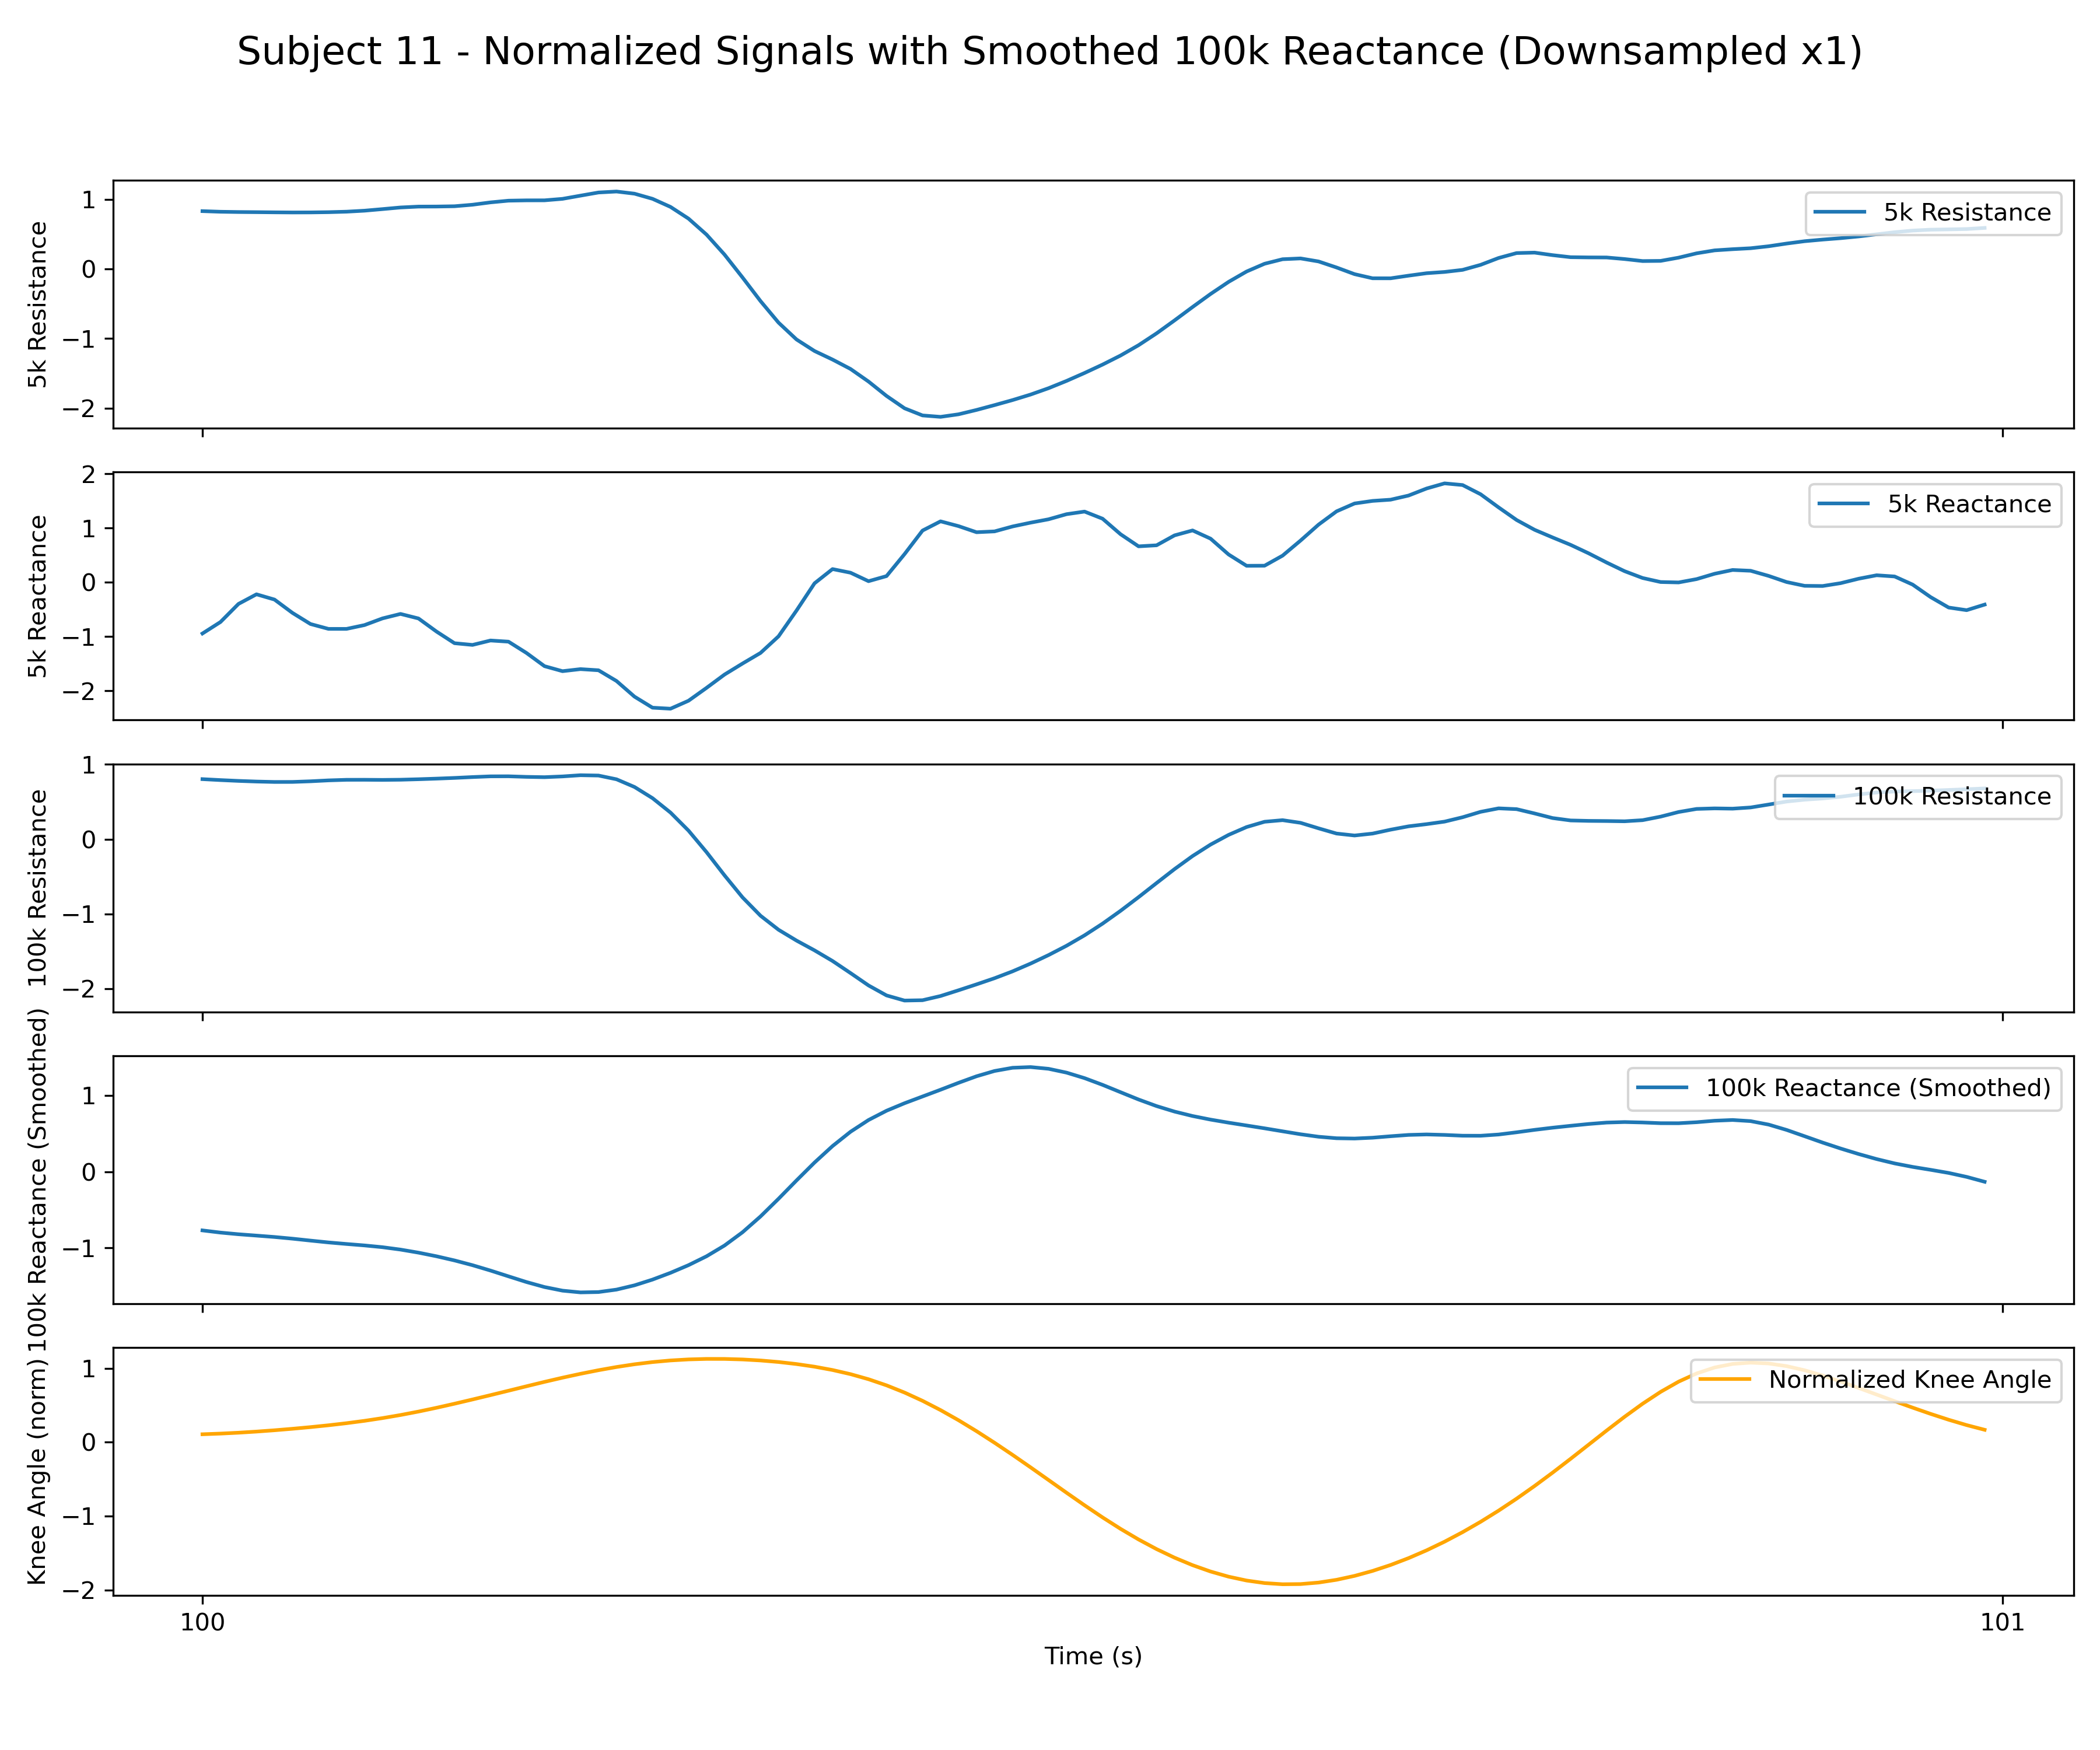 Subject 11 - Normalized Signals with Smoothed 100k Reactance (Downsampled x1)
5k Resistance
1
0
−1
−2
5k Resistance
5k Reactance
2
1
0
−1
−2
5k Reactance
100k Resistance
1
0
−1
−2
100k Resistance
100k Reactance (Smoothed)
1
0
−1
100k Reactance (Smoothed)
Knee Angle (norm)
1
0
−1
−2
Normalized Knee Angle
100
101
Time (s)